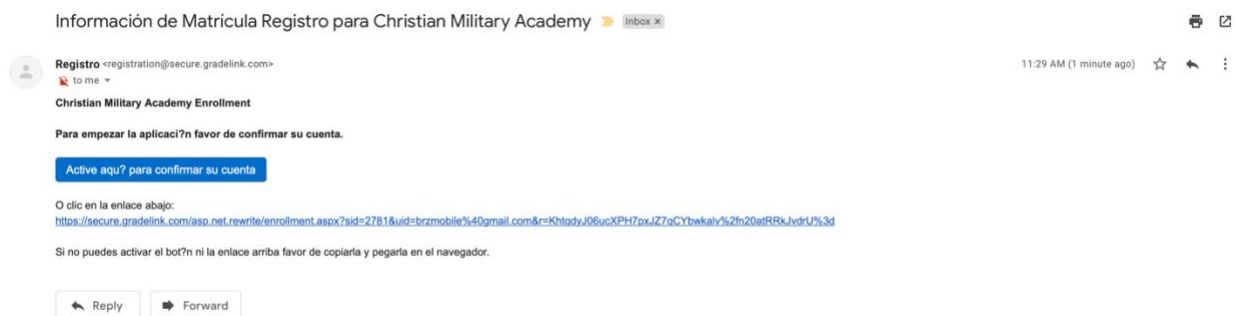 Información de Matrícula Registro para Christian Military Academy Inbox ×
Registro <registration@secure.gradelink.com> 11:29 AM (1 minute ago)
to me
Christian Military Academy Enrollment
Para empezar la aplicaci?n favor de confirmar su cuenta.
Active aqu? para confirmar su cuenta
O clic en la enlace abajo:
https://secure.gradelink.com/asp.net.rewrite/enrollment.aspx?sid=2781&uid=brzmobile%40gmail.com&r=KhtqdyJ06ucXPH7pxJZ7qCYbwkalv%2fn20atRRkJvdrU%3d
Si no puedes activar el bot?n ni la enlace arriba favor de copiarla y pegarla en el navegador.
Reply Forward